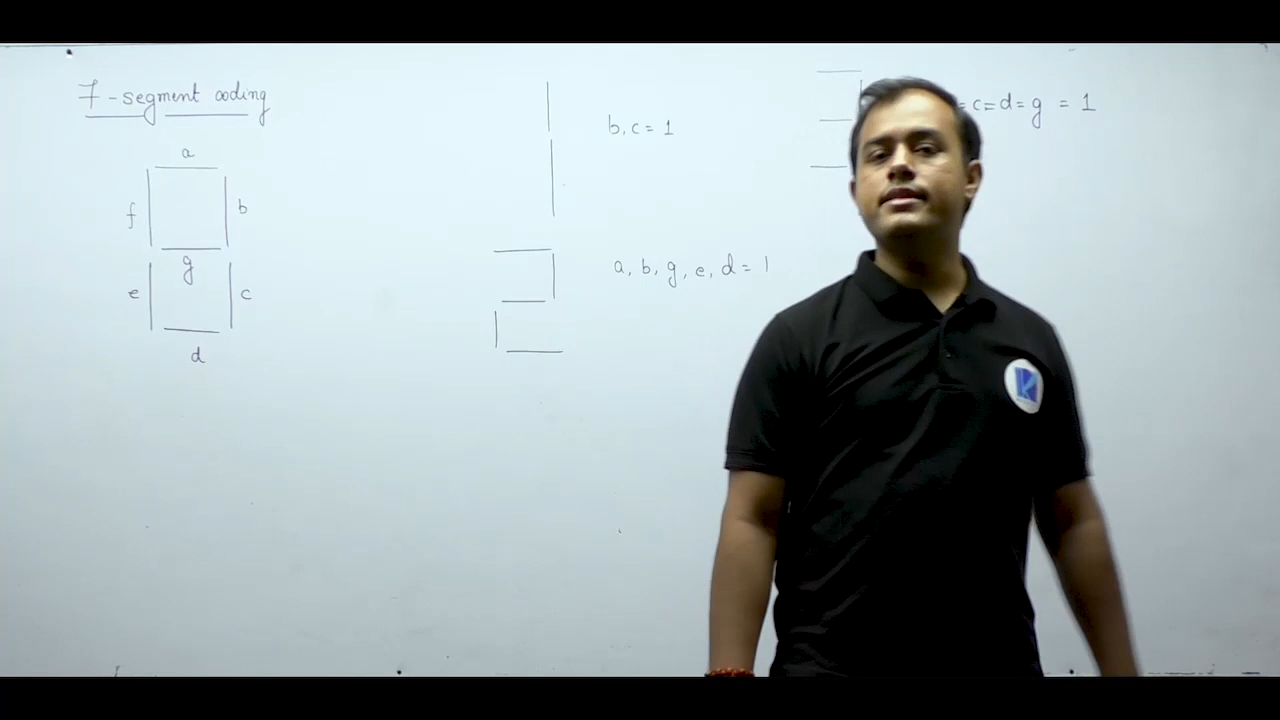 7-segment coding
a
f
b
g
e
c
d
b, c = 1
a, b, g, e, d = 1
= c = d = g = 1